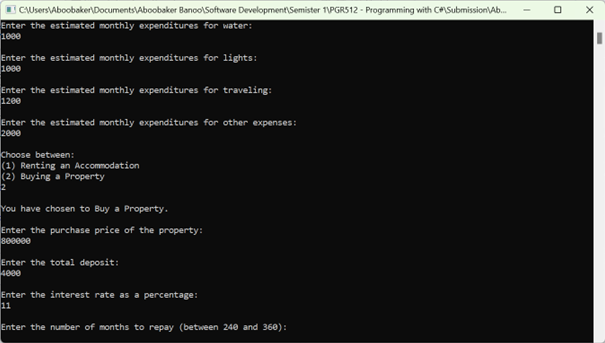 C:\Users\Aboobaker\Documents\Aboobaker Banoo\Software Development\Semister 1\PGR512 - Programming with C#\Submission\Ab...
Enter the estimated monthly expenditures for water:
1000
Enter the estimated monthly expenditures for lights:
1000
Enter the estimated monthly expenditures for traveling:
1200
Enter the estimated monthly expenditures for other expenses:
2000
Choose between:
(1) Renting an Accommodation
(2) Buying a Property
2
You have chosen to Buy a Property.
Enter the purchase price of the property:
800000
Enter the total deposit:
4000
Enter the interest rate as a percentage:
11
Enter the number of months to repay (between 240 and 360):